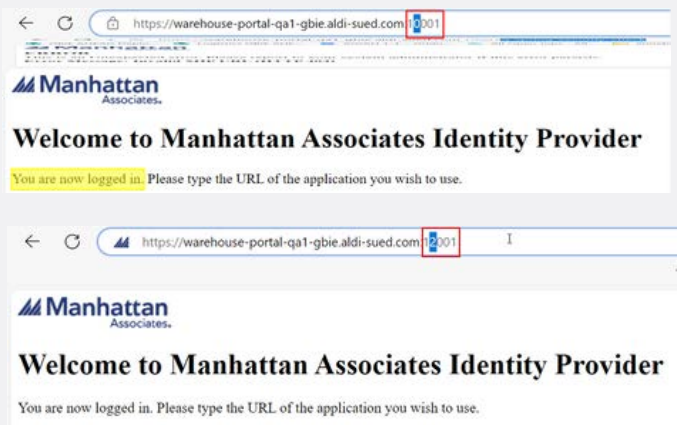 https://warehouse-portal-qa1-gbie.aldi-sued.com:10001
Manhattan
Associates.
Welcome to Manhattan Associates Identity Provider
You are now logged in. Please type the URL of the application you wish to use.
https://warehouse-portal-qa1-gbie.aldi-sued.com:12001
Manhattan
Associates.
Welcome to Manhattan Associates Identity Provider
You are now logged in. Please type the URL of the application you wish to use.